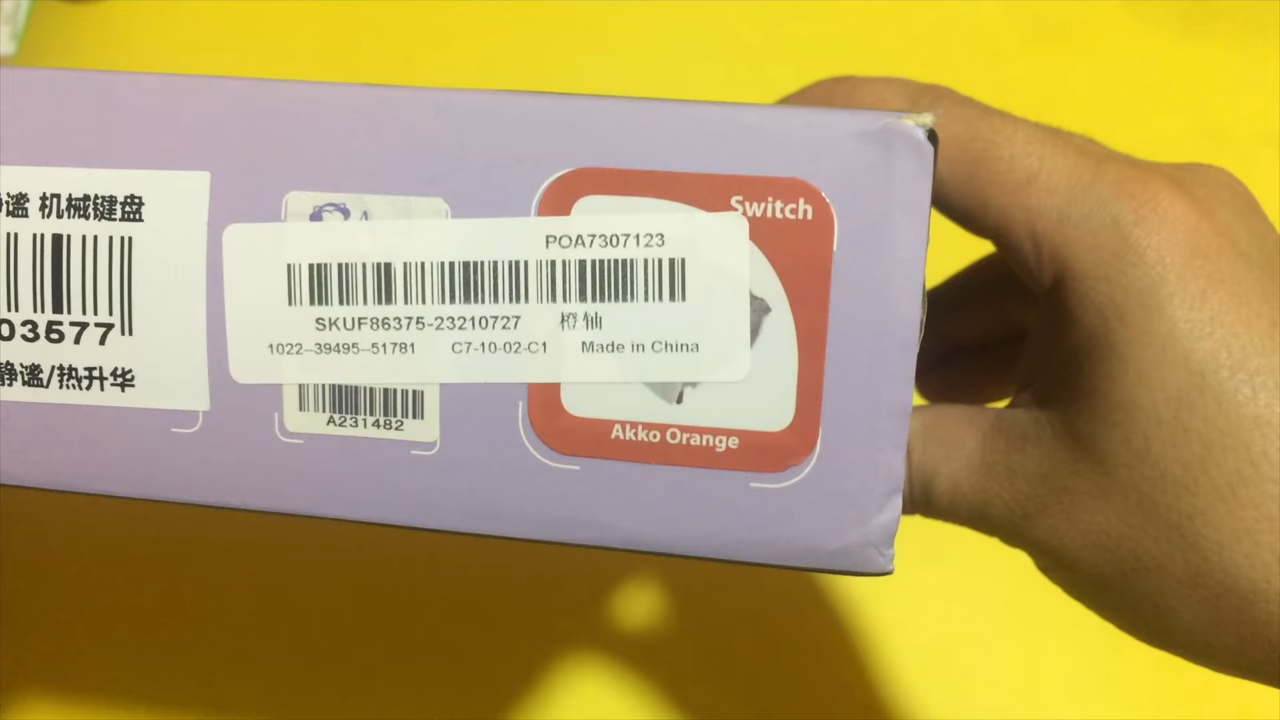 谧 机械键盘
03577
静谧/热升华
A
POA7307123
SKUF86375-23210727 橙轴
1022--39495--51781 C7-10-02-C1 Made in China
A231482
Switch
Akko Orange